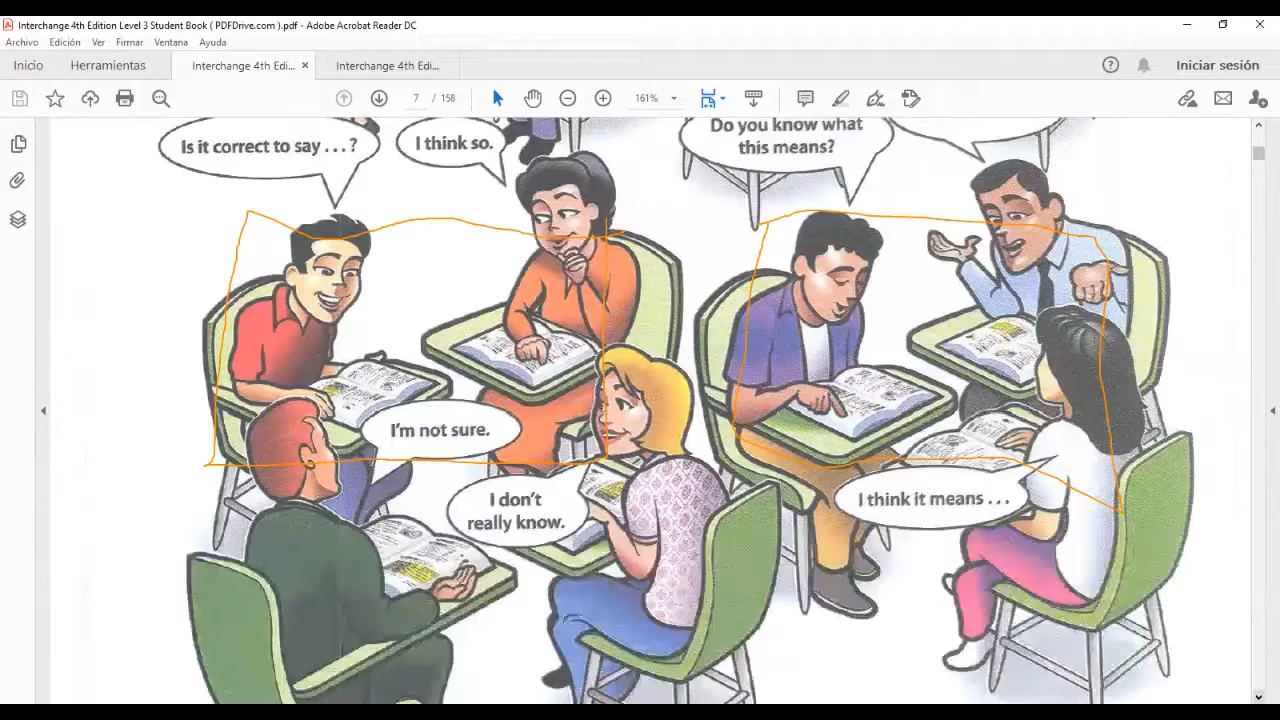 Interchange 4th Edition Level 3 Student Book ( PDFDrive.com ).pdf - Adobe Acrobat Reader DC
Archivo Edición Ver Firmar Ventana Ayuda
Inicio Herramientas Interchange 4th Edi... × Interchange 4th Edi... Iniciar sesión
7 / 158 161%
Is it correct to say . . . ?
I think so.
Do you know what
this means?
I'm not sure.
I don't
really know.
I think it means . . .